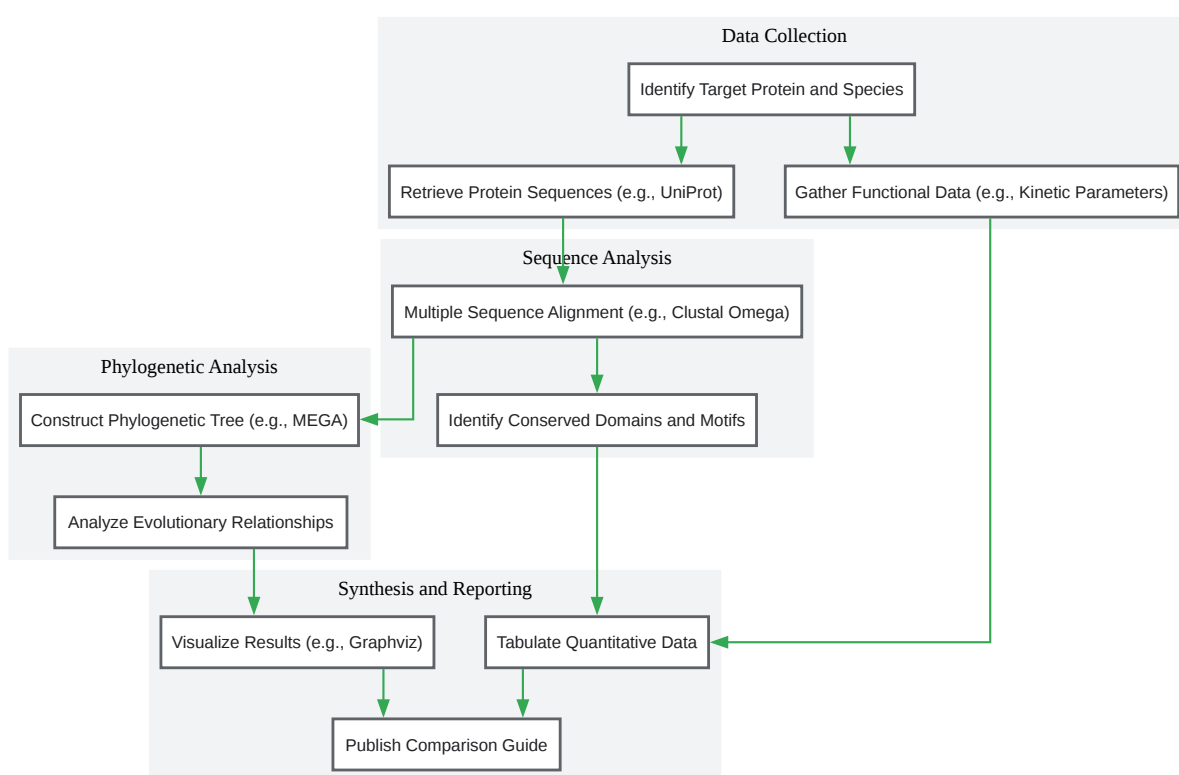 Data Collection
Identify Target Protein and Species
Retrieve Protein Sequences (e.g., UniProt)
Gather Functional Data (e.g., Kinetic Parameters)
Sequence Analysis
Multiple Sequence Alignment (e.g., Clustal Omega)
Phylogenetic Analysis
Construct Phylogenetic Tree (e.g., MEGA)
Identify Conserved Domains and Motifs
Analyze Evolutionary Relationships
Synthesis and Reporting
Visualize Results (e.g., Graphviz)
Tabulate Quantitative Data
Publish Comparison Guide